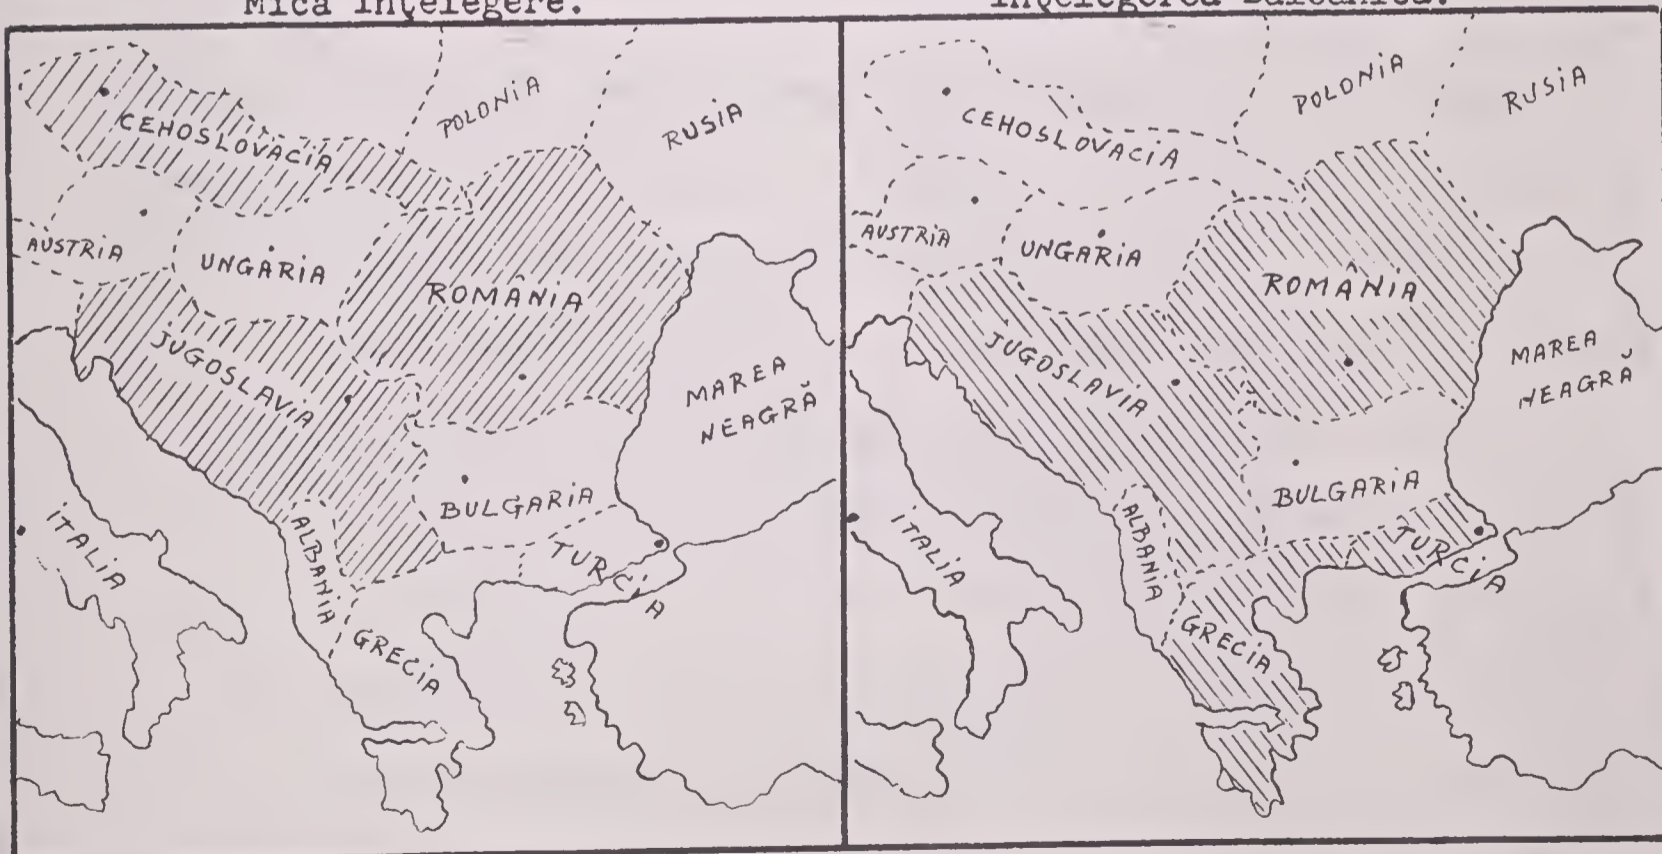 Mica Înțelegere.
Înțelegerea Balcanică.
CEHOSLOVACiA
POLONiA
RUSiA
AUSTRiA
UNGARiA
ROMÂNiA
JUGOSLAViA
MAREA
NEAGRĂ
BULGARiA
iTALiA
ALBANiA
TURCiA
GRECiA
CEHOSLOVACiA
POLONiA
RUSiA
AUSTRiA
UNGARiA
ROMÂNiA
JUGOSLAViA
MAREA
NEAGRĂ
BULGARiA
iTALiA
ALBANiA
TURCiA
GRECiA